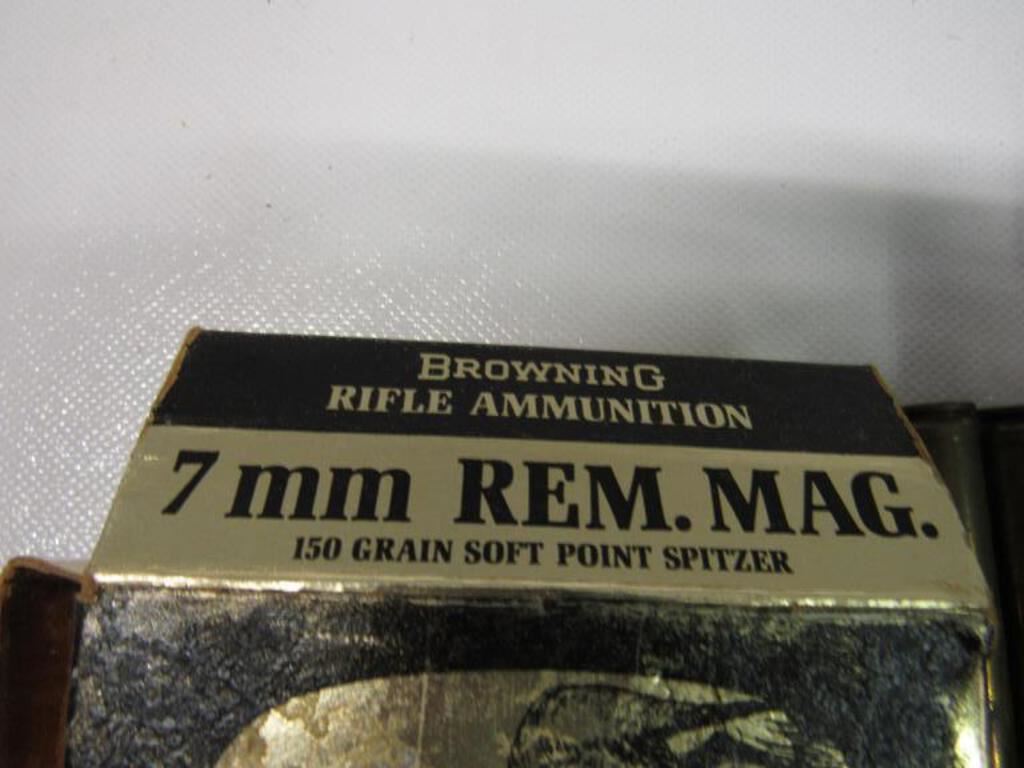 BROWNING
RIFLE AMMUNITION
7mm REM. MAG.
150 GRAIN SOFT POINT SPITZER